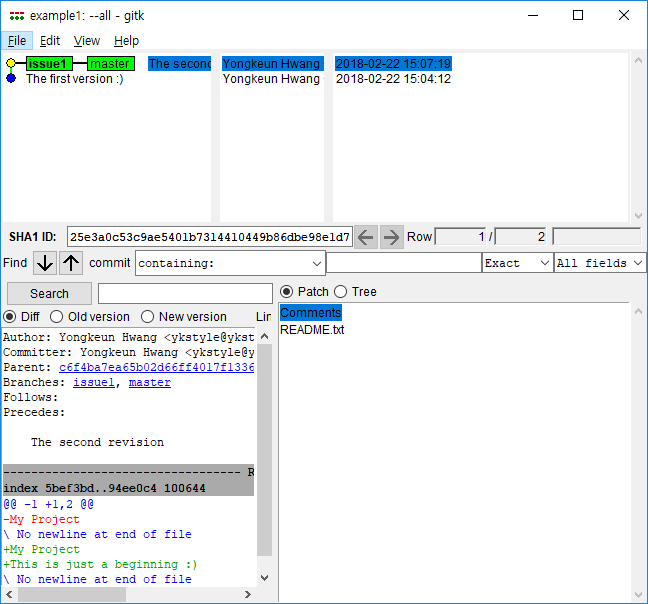 example1: --all - gitk
File Edit View Help
issue1 master The second Yongkeun Hwang 2018-02-22 15:07:19
The first version :) Yongkeun Hwang 2018-02-22 15:04:12
SHA1 ID: 25e3a0c53c9ae5401b7314410449b86dbe98e1d7 Row 1 / 2
Find commit containing: Exact All fields
Search Patch Tree
Diff Old version New version Lin
Comments
README.txt
Author: Yongkeun Hwang <ykstyle@ykst
Committer: Yongkeun Hwang <ykstyle@y
Parent: c6f4ba7ea65b02d66ff4017f1336
Branches: issue1, master
Follows:
Precedes:
The second revision
--------------------------------- R
index 5bef3bd..94ee0c4 100644
@@ -1 +1,2 @@
-My Project
\ No newline at end of file
+My Project
+This is just a beginning :)
\ No newline at end of file